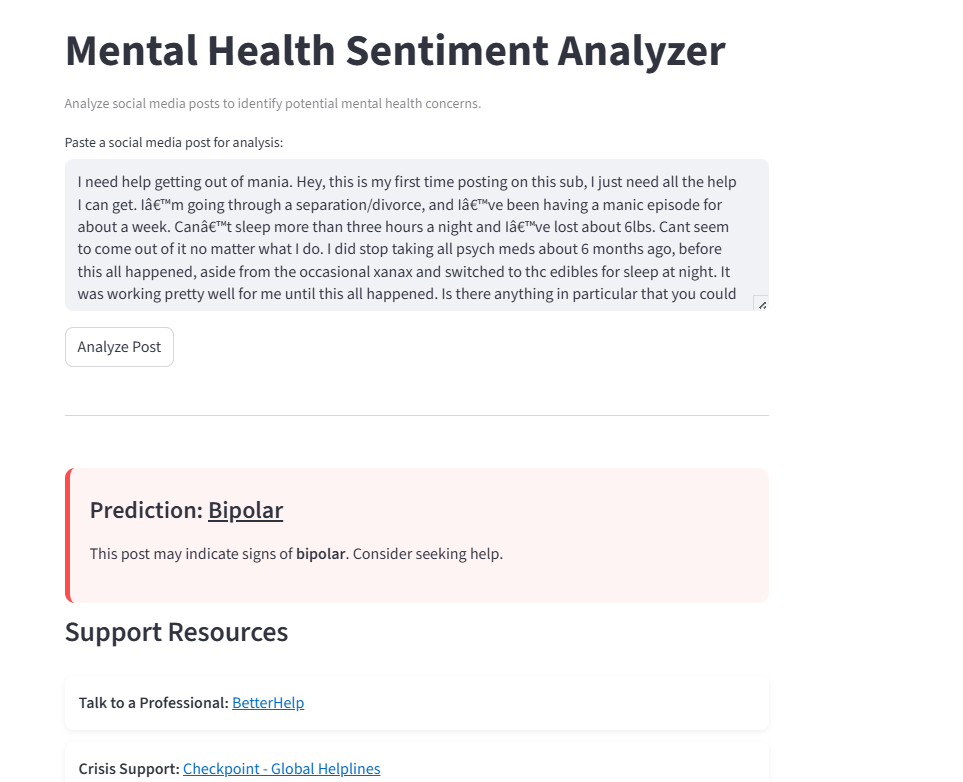 Mental Health Sentiment Analyzer
Analyze social media posts to identify potential mental health concerns.
Paste a social media post for analysis:
I need help getting out of mania. Hey, this is my first time posting on this sub, I just need all the help
I can get. Iâ€™m going through a separation/divorce, and Iâ€™ve been having a manic episode for
about a week. Canâ€™t sleep more than three hours a night and Iâ€™ve lost about 6lbs. Cant seem
to come out of it no matter what I do. I did stop taking all psych meds about 6 months ago, before
this all happened, aside from the occasional xanax and switched to thc edibles for sleep at night. It
was working pretty well for me until this all happened. Is there anything in particular that you could
Analyze Post
Prediction: Bipolar
This post may indicate signs of bipolar. Consider seeking help.
Support Resources
Talk to a Professional: BetterHelp
Crisis Support: Checkpoint - Global Helplines